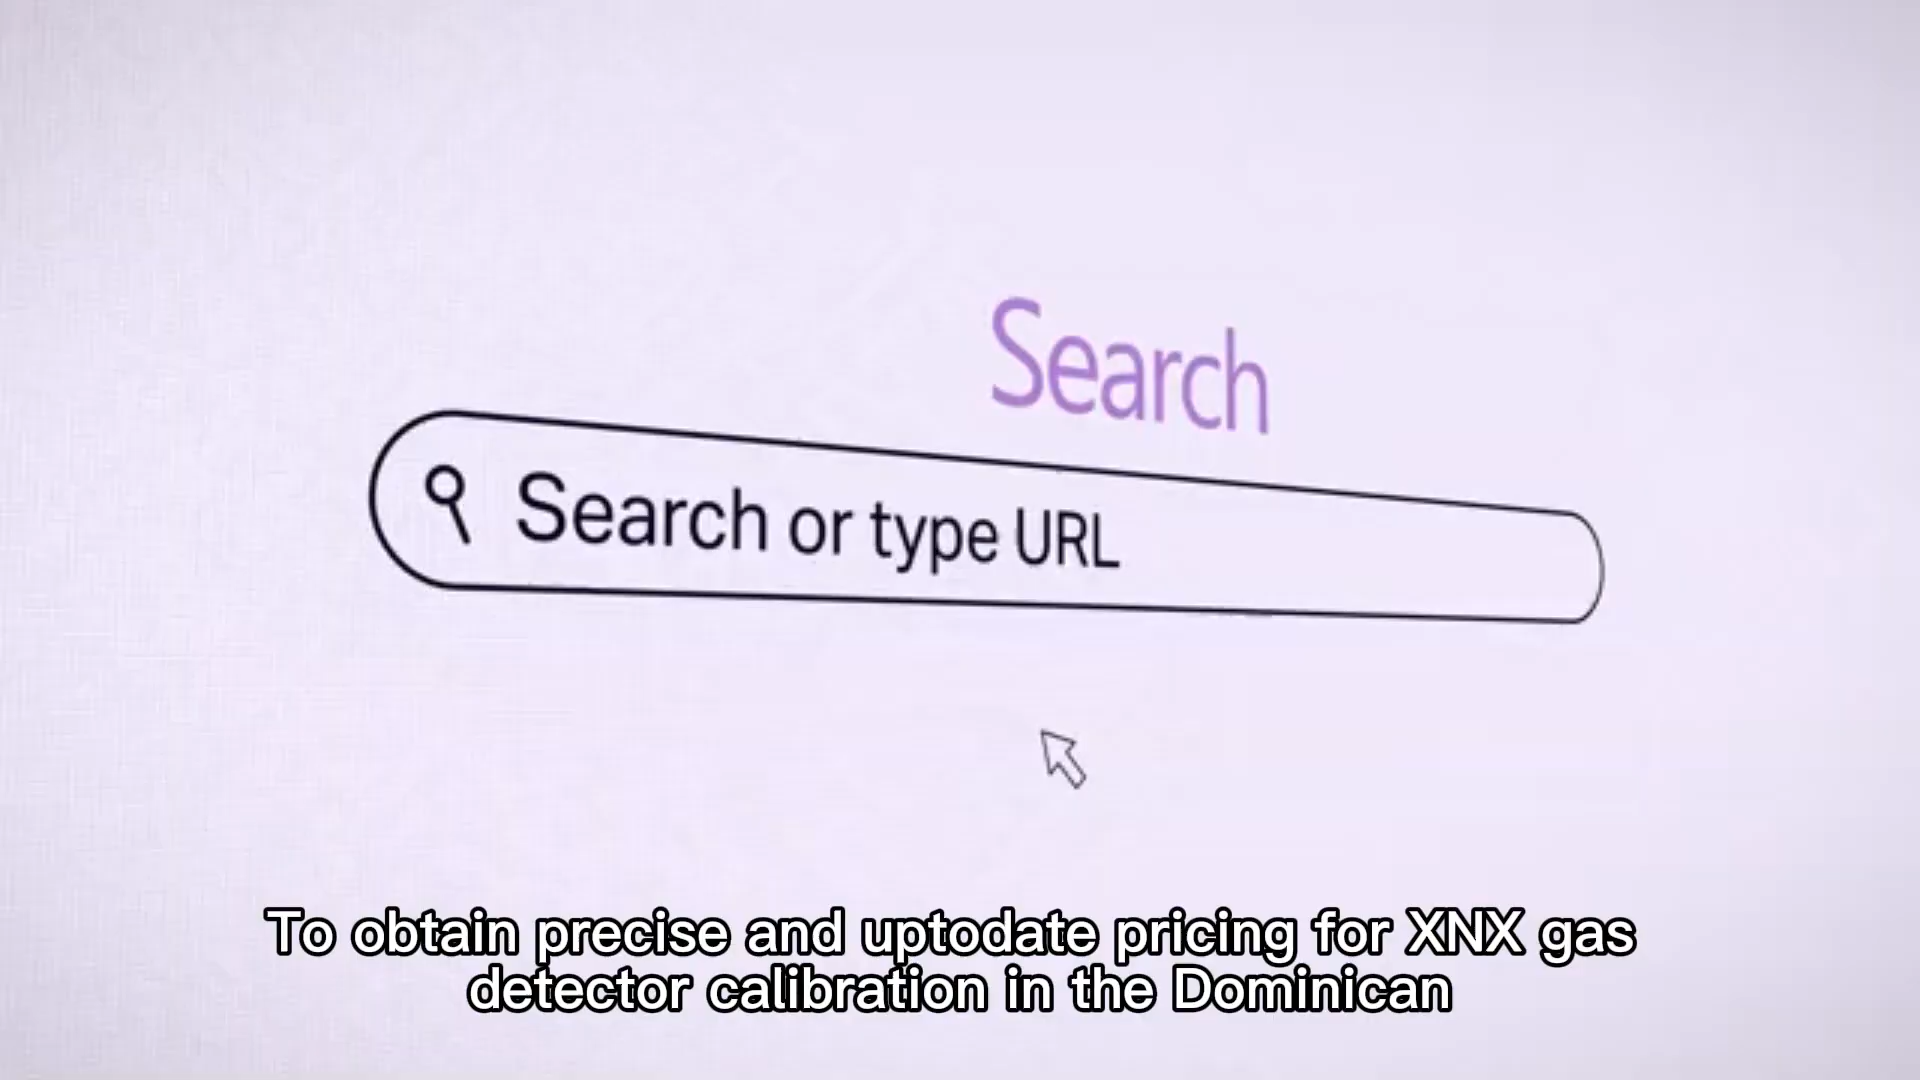 Search
Search or type URL
To obtain precise and uptodate pricing for XNX gas
detector calibration in the Dominican